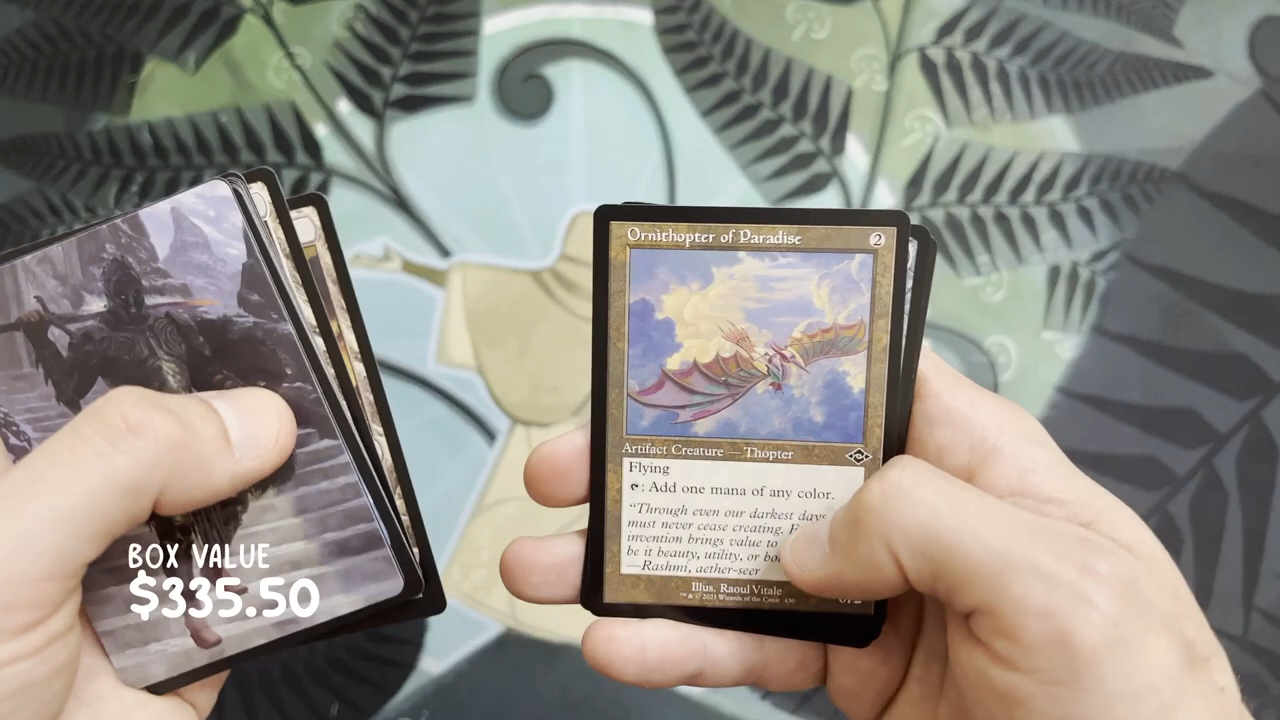 Ornithopter of Paradise 2
Artifact Creature — Thopter
Flying
: Add one mana of any color.
"Through even our darkest days
must never cease creating.
invention brings value to
be it beauty, utility, or
—Rashmi, aether-seer
Illus. Raoul Vitale
™ & © 2021 Wizards of the Coast
BOX VALUE
$335.50